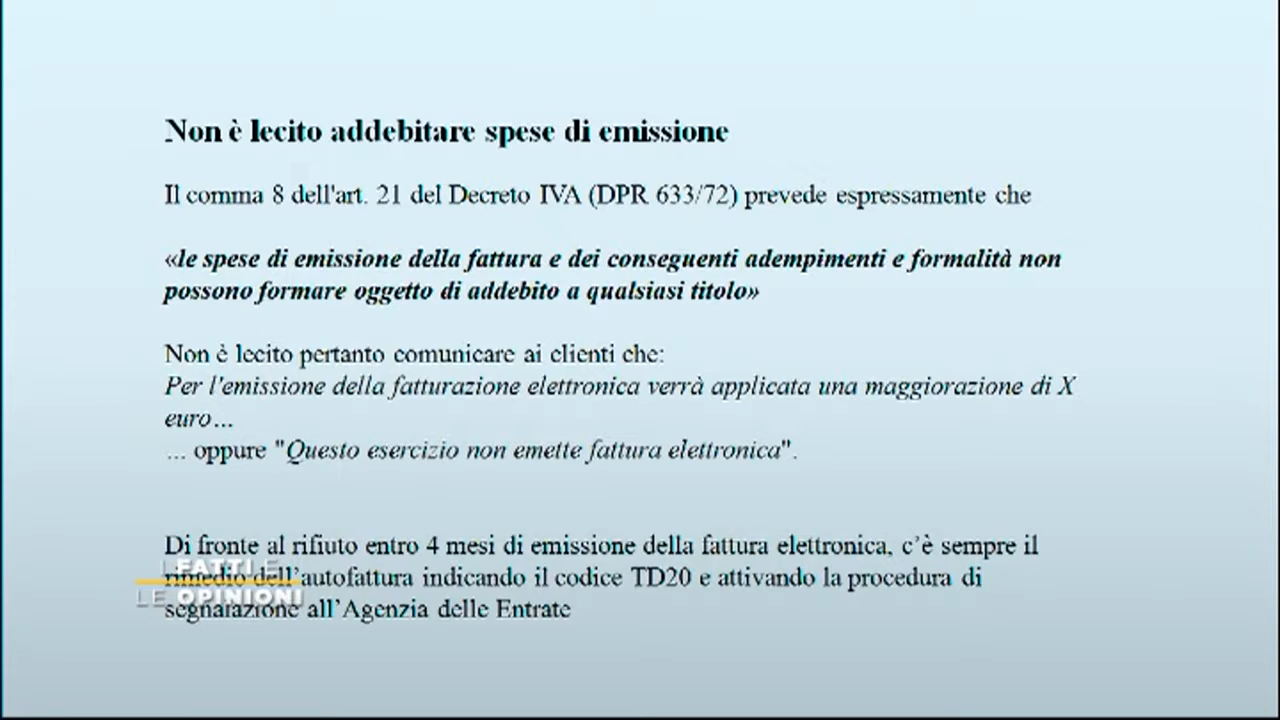 Non è lecito addebitare spese di emissione
Il comma 8 dell'art. 21 del Decreto IVA (DPR 633/72) prevede espressamente che
«le spese di emissione della fattura e dei conseguenti adempimenti e formalità non
possono formare oggetto di addebito a qualsiasi titolo»
Non è lecito pertanto comunicare ai clienti che:
Per l'emissione della fatturazione elettronica verrà applicata una maggiorazione di X
euro…
… oppure "Questo esercizio non emette fattura elettronica".
Di fronte al rifiuto entro 4 mesi di emissione della fattura elettronica, c’è sempre il
rimedio dell’autofattura indicando il codice TD20 e attivando la procedura di
segnalazione all’Agenzia delle Entrate
I FATTI E
LE OPINIONI